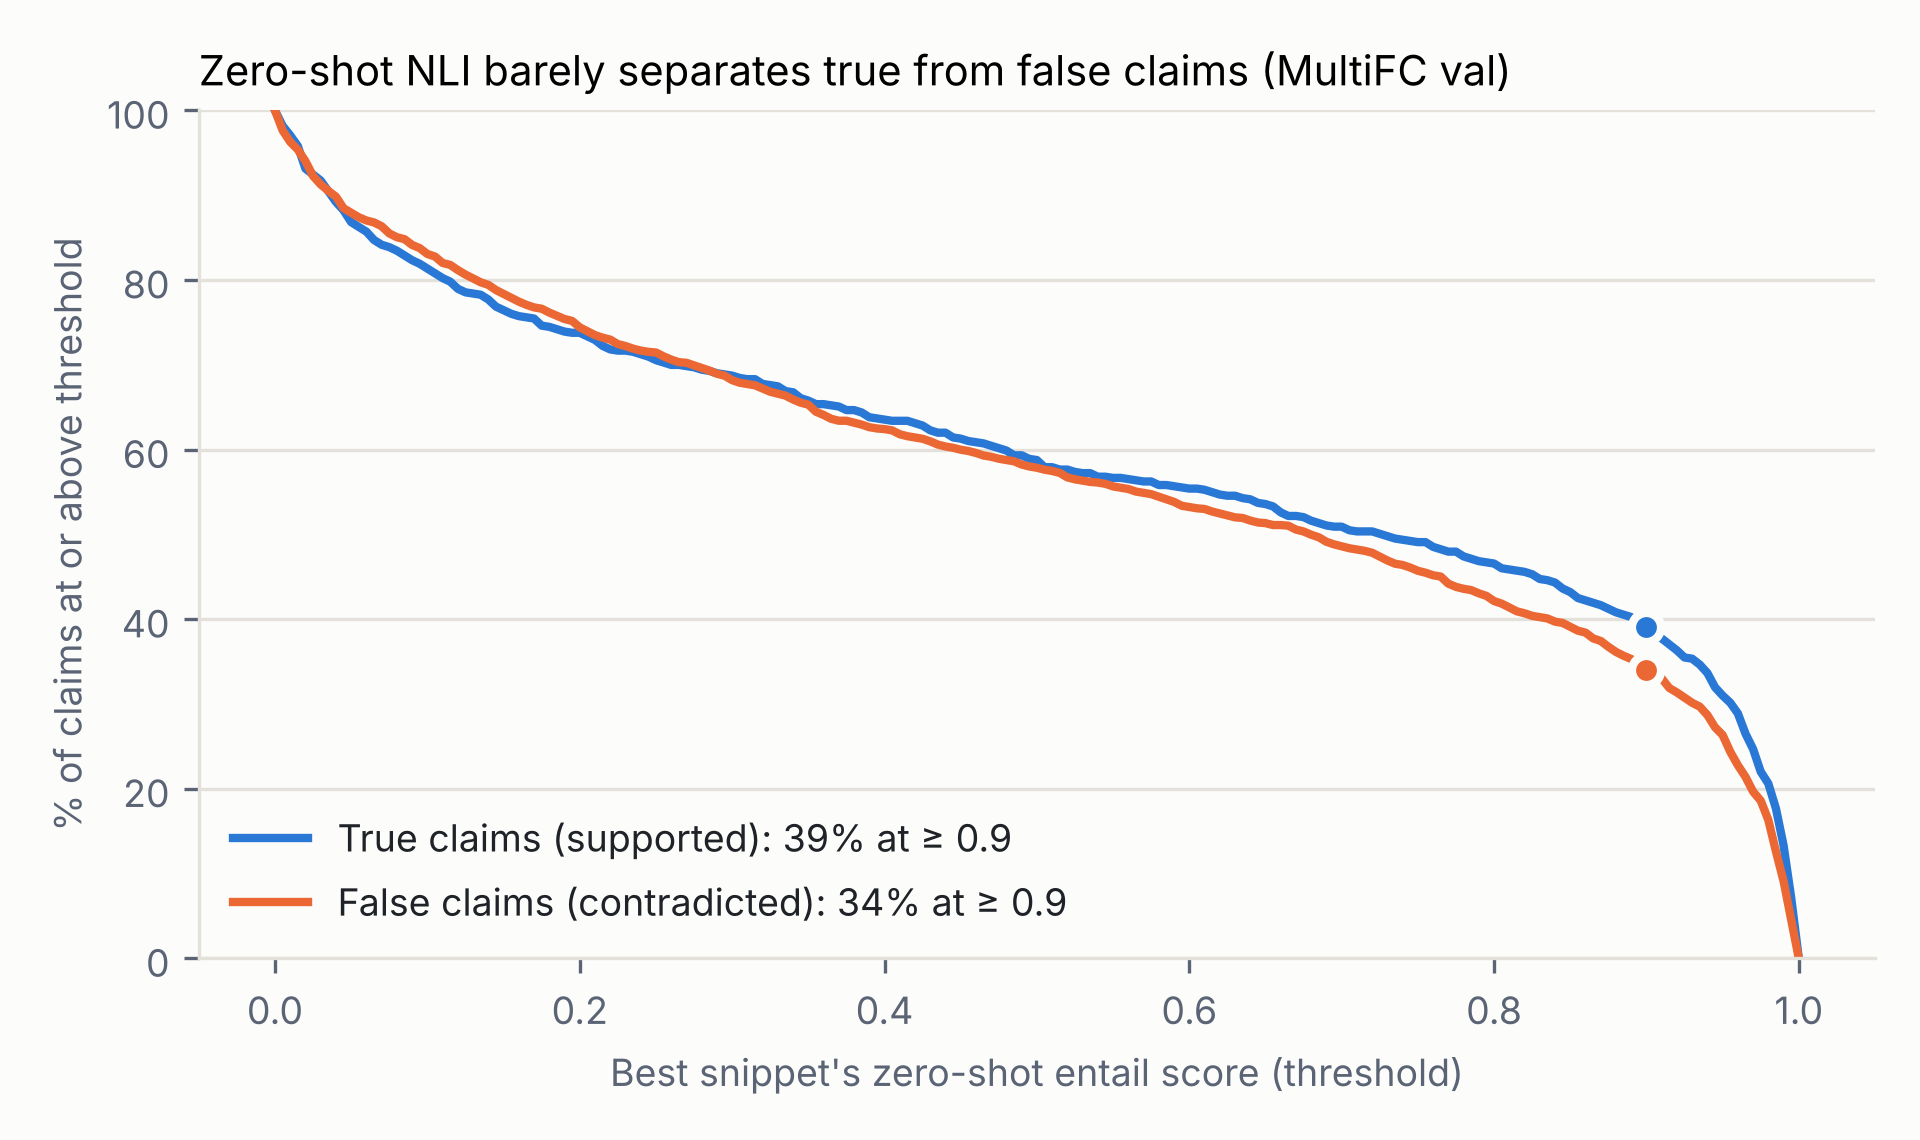 Zero-shot NLI barely separates true from false claims (MultiFC val)
% of claims at or above threshold
100
80
60
40
20
0
True claims (supported): 39% at ≥ 0.9
False claims (contradicted): 34% at ≥ 0.9
0.0 0.2 0.4 0.6 0.8 1.0
Best snippet's zero-shot entail score (threshold)